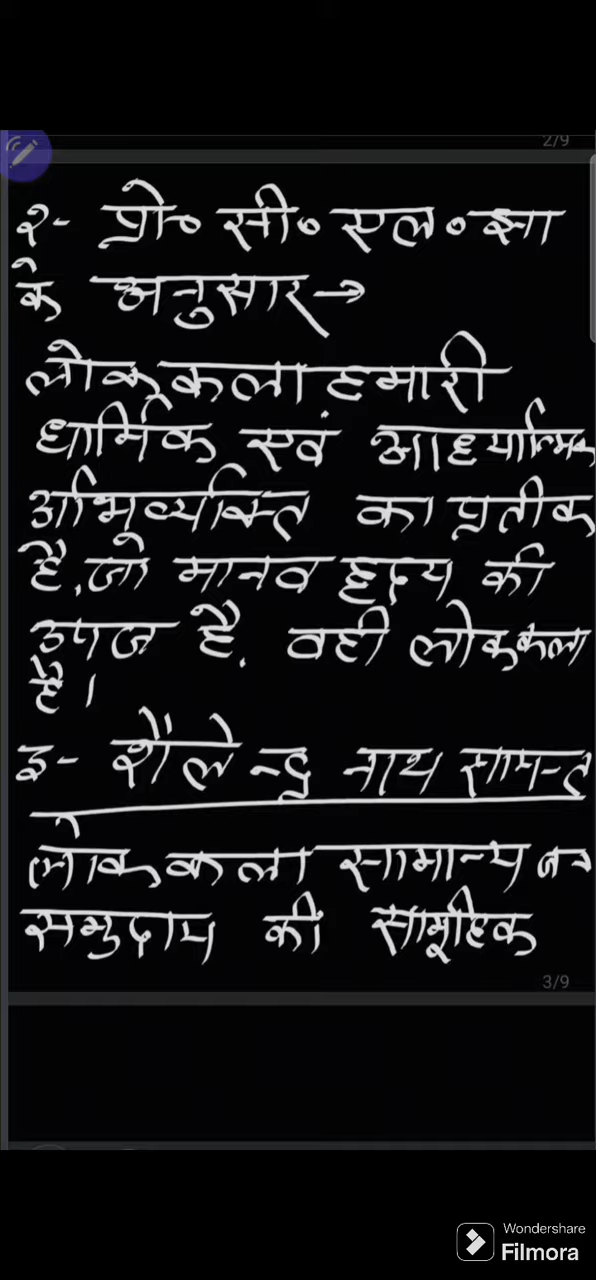 2/9
२- प्रो० सी० एल० झा
के अनुसार→
लोककला हमारी
धार्मिक एवं आध्यात्मिक
अभिव्यक्ति का प्रतीक
है, जो मानव हृदय की
उपज है, वही लोककला
है।
३- शैलेन्द्र नाथ सामन्त
लोककला सामान्य जन
समुदाय की सामूहिक
3/9
Wondershare
Filmora